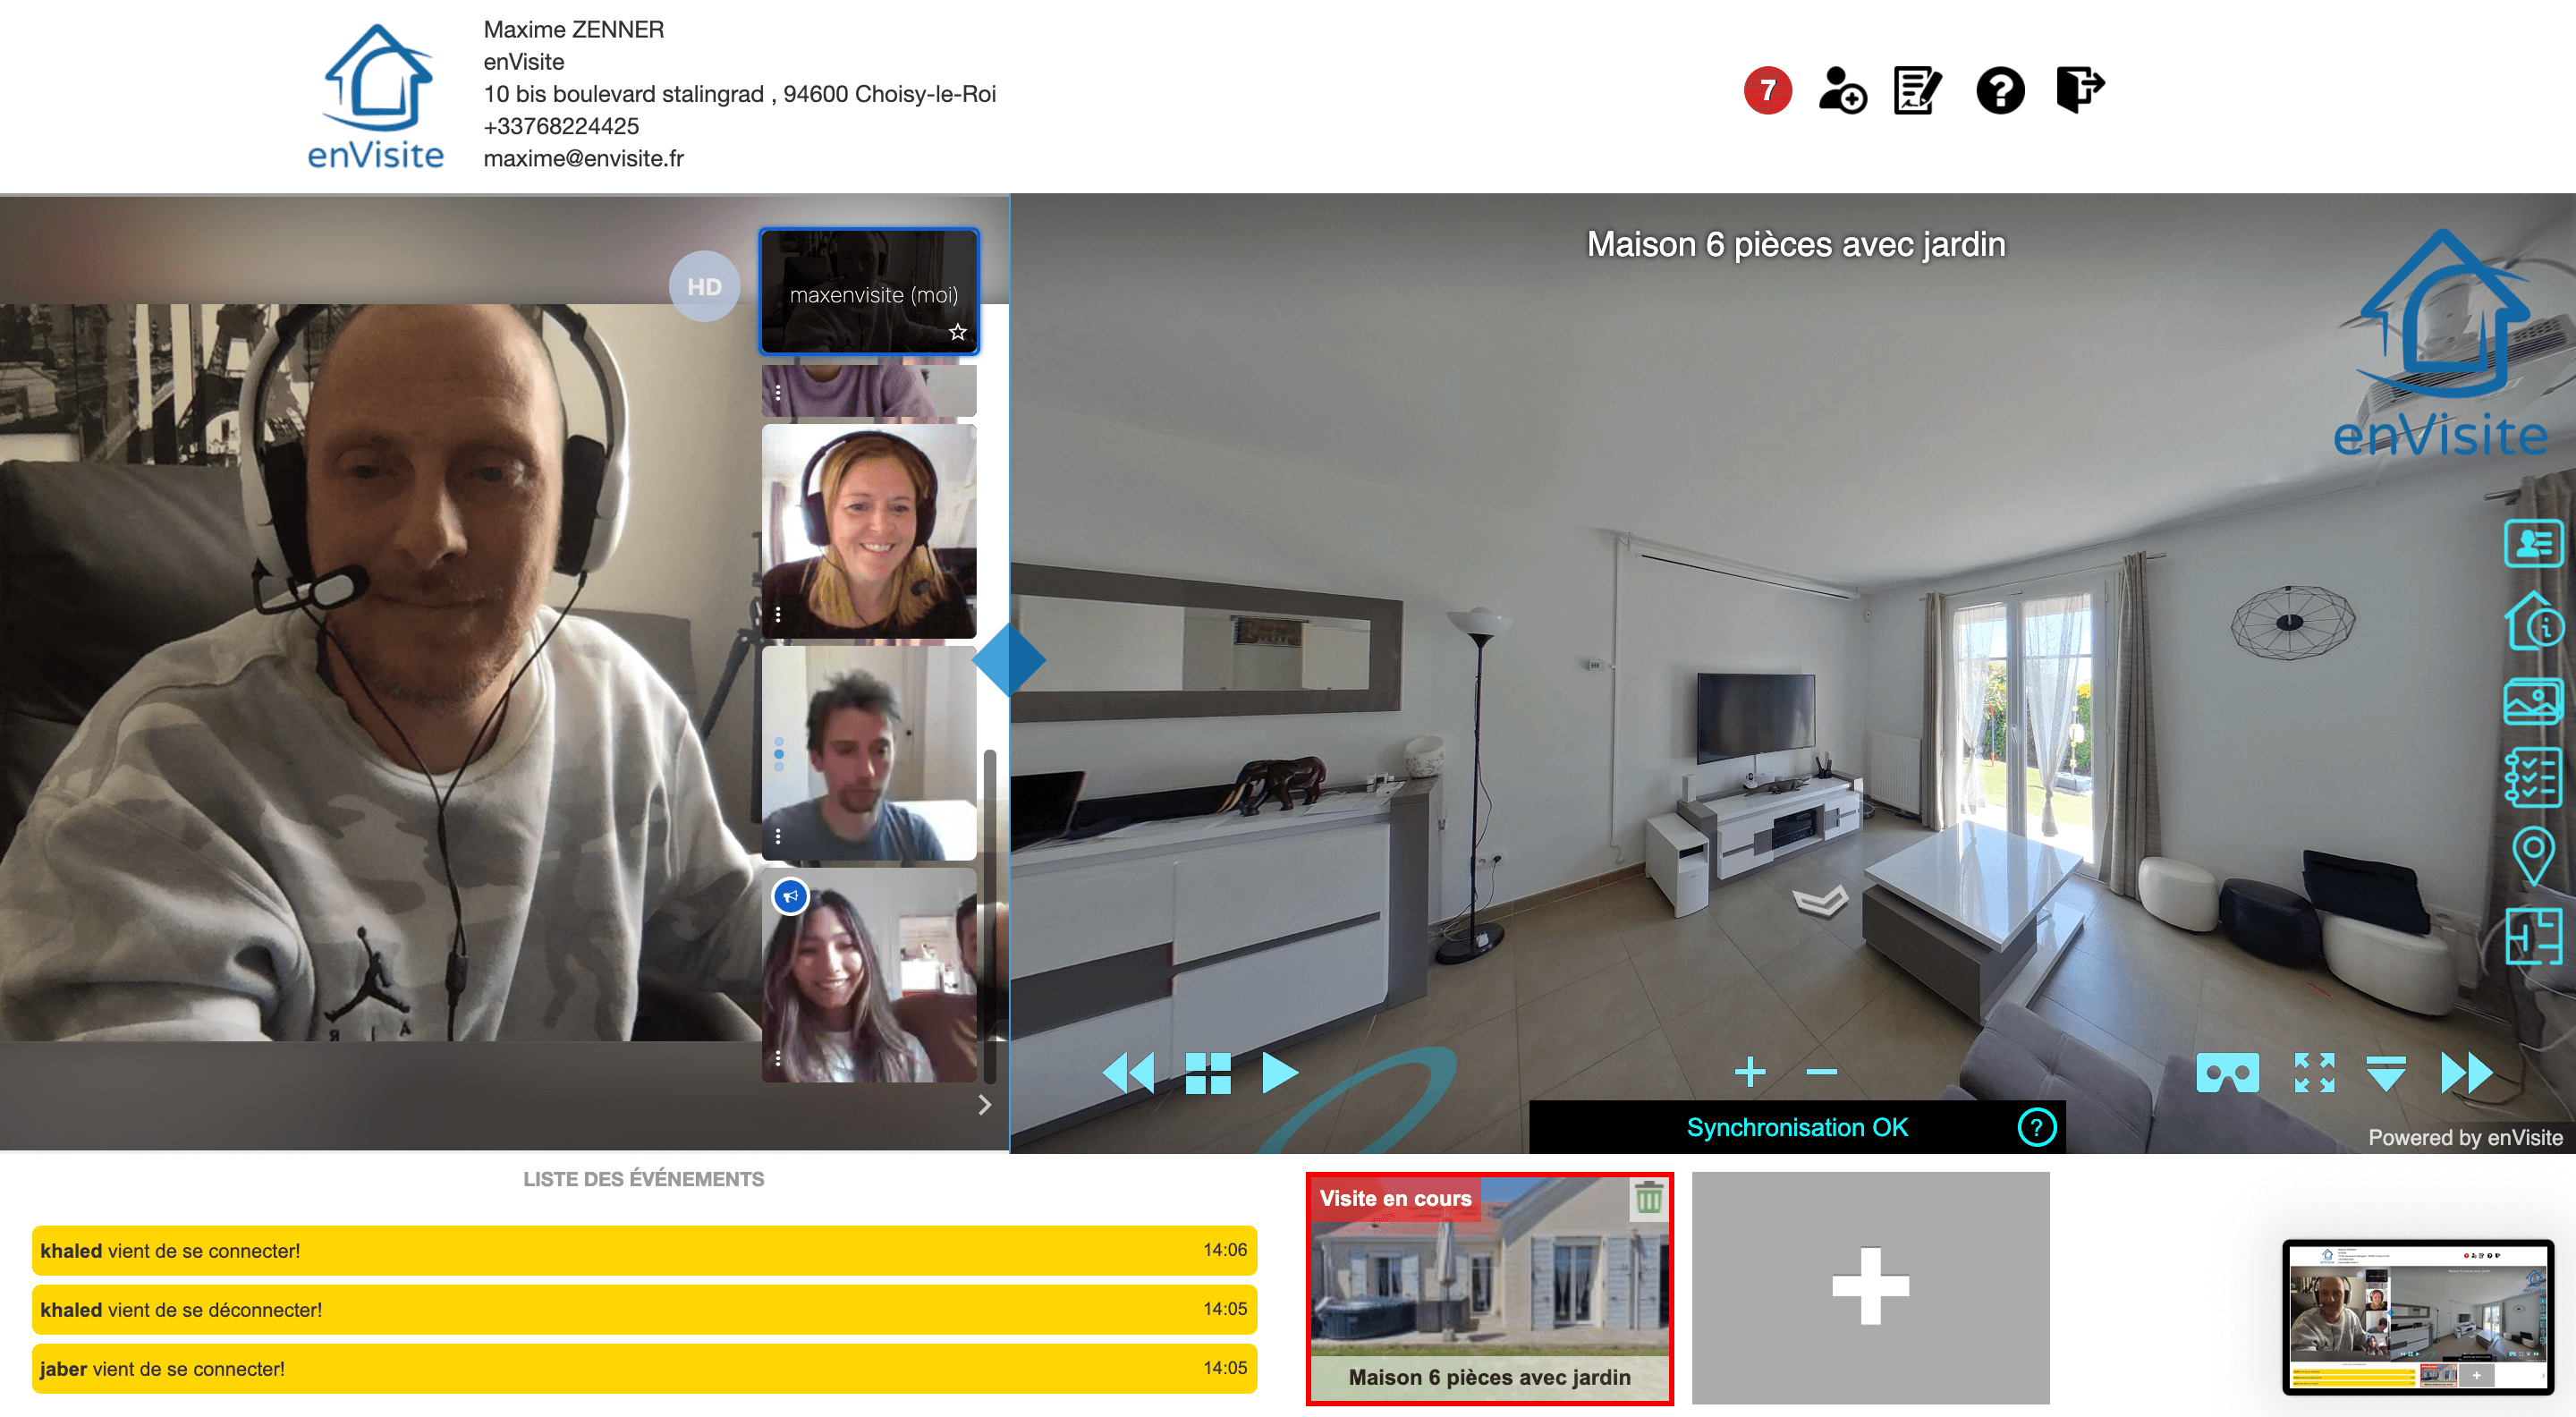 enVisite
Maxime ZENNER
enVisite
10 bis boulevard stalingrad , 94600 Choisy-le-Roi
+33768224425
maxime@envisite.fr
7
?
HD
maxenvisite (moi)
Maison 6 pièces avec jardin
enVisite
i
Synchronisation OK
?
Powered by enVisite
LISTE DES ÉVÉNEMENTS
khaled vient de se connecter! 14:06
khaled vient de se déconnecter! 14:05
jaber vient de se connecter! 14:05
Visite en cours
Maison 6 pièces avec jardin